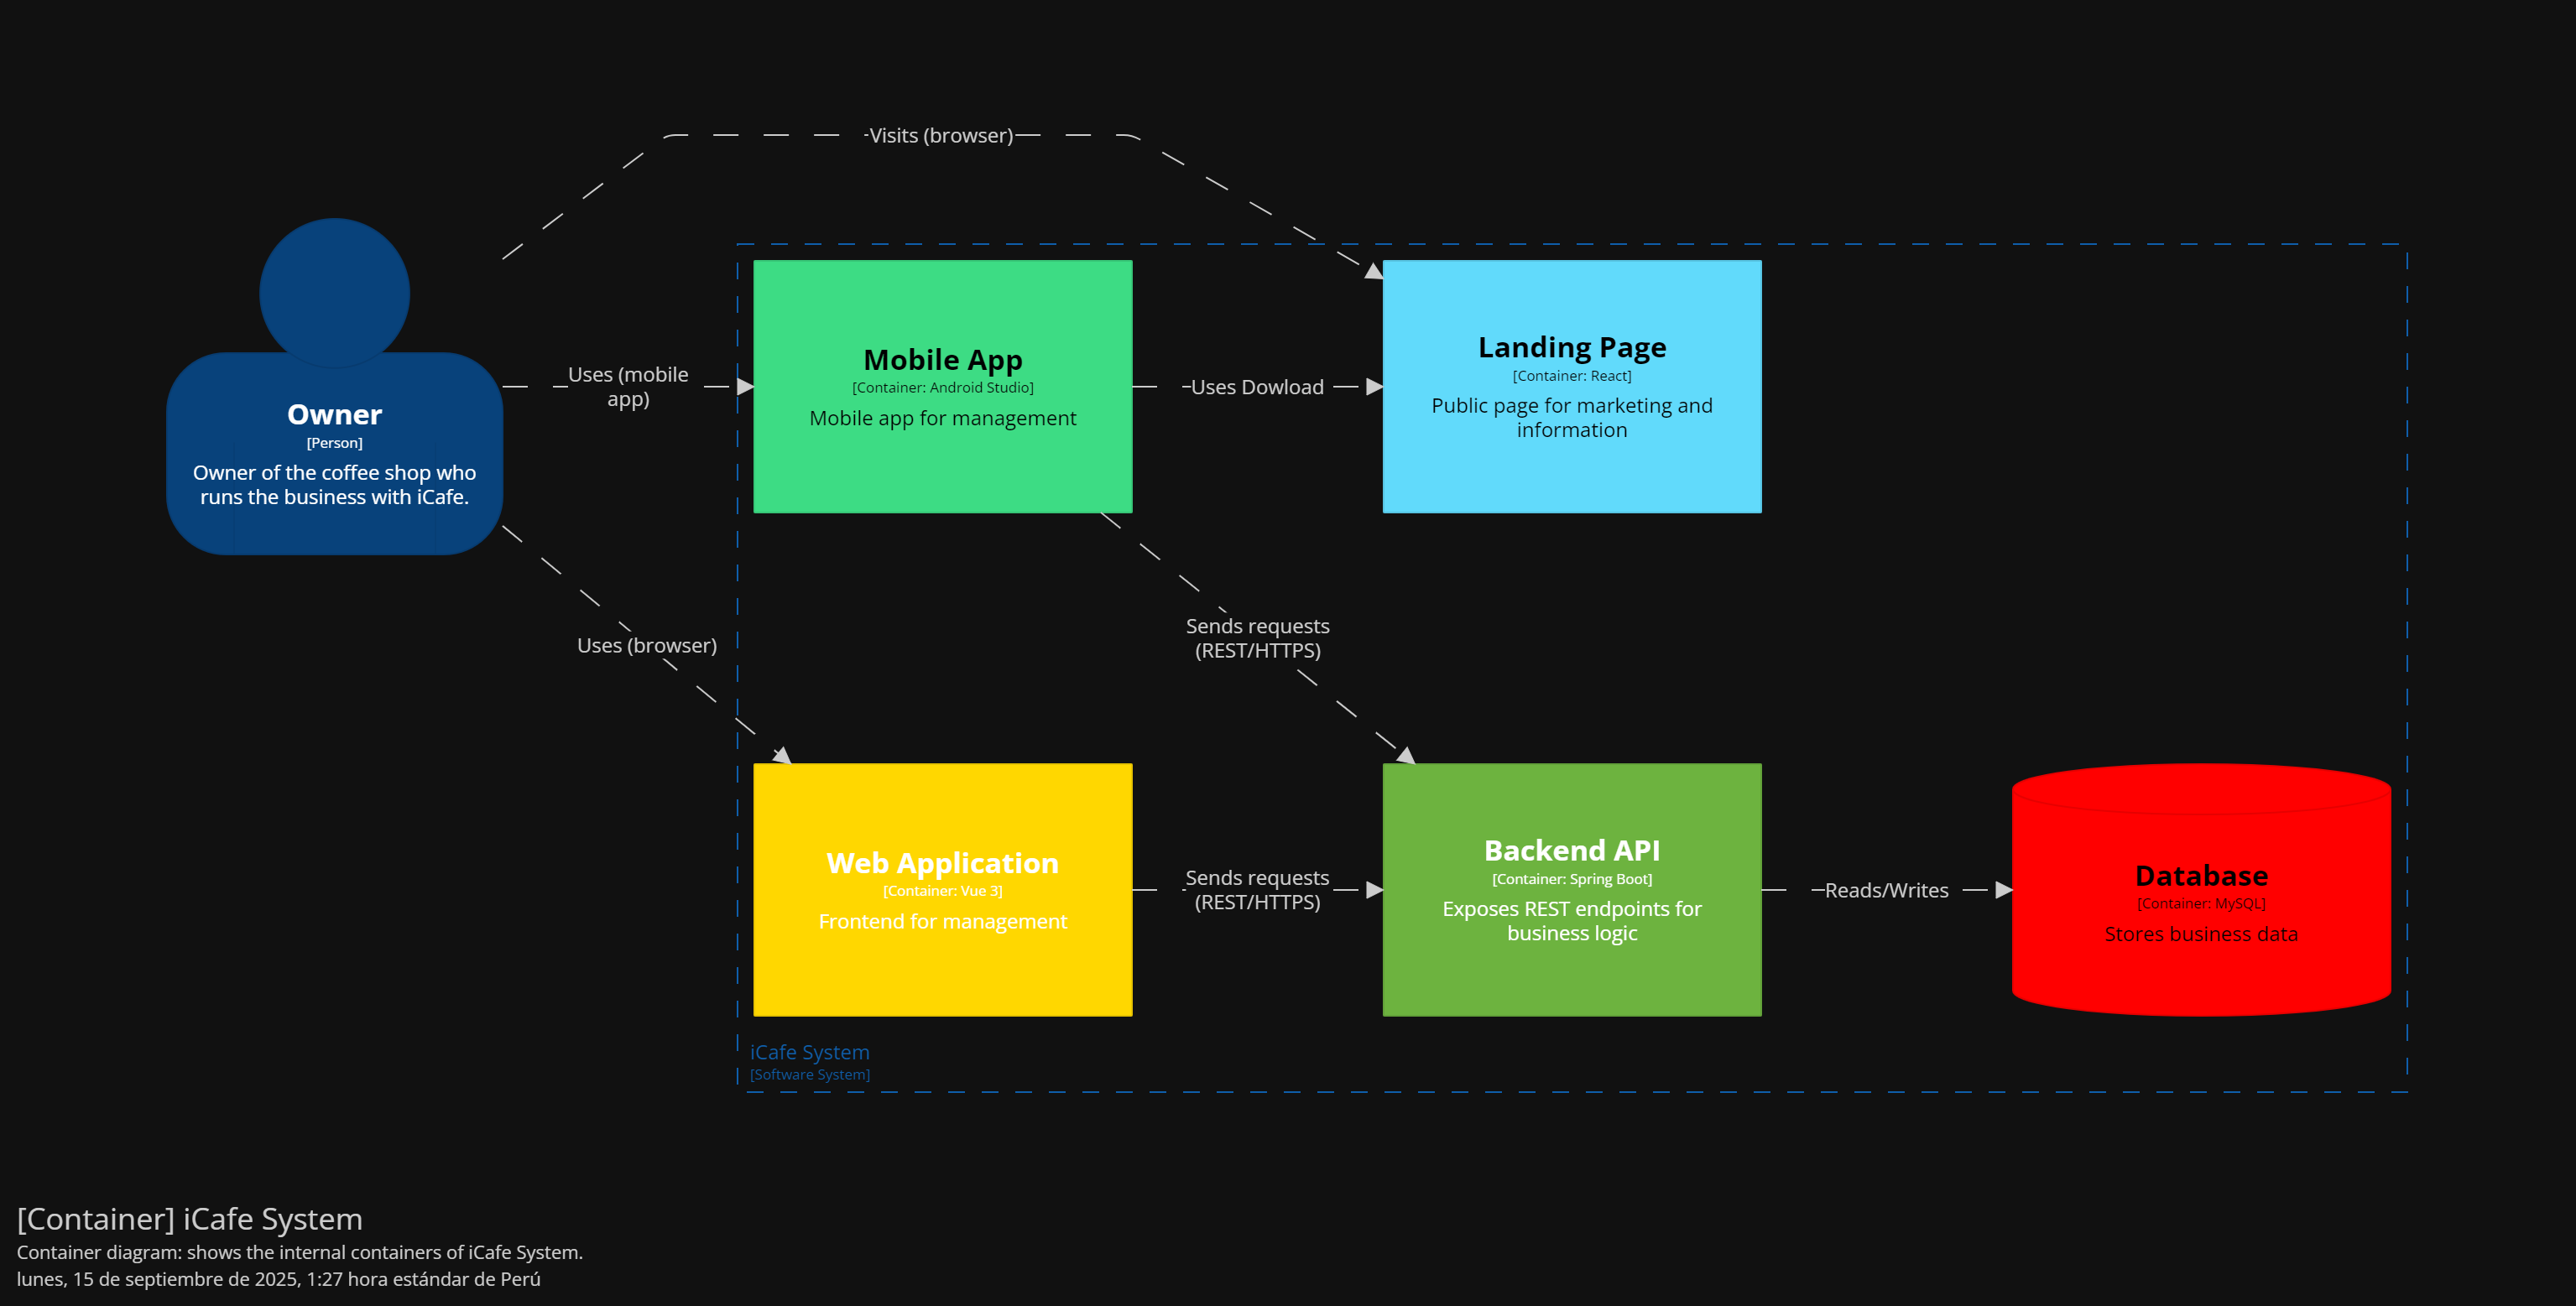 Visits (browser)
Owner
[Person]
Owner of the coffee shop who
runs the business with iCafe.
Uses (mobile
app)
Mobile App
[Container: Android Studio]
Mobile app for management
Uses Dowload
Landing Page
[Container: React]
Public page for marketing and
information
Uses (browser)
Sends requests
(REST/HTTPS)
Web Application
[Container: Vue 3]
Frontend for management
Sends requests
(REST/HTTPS)
Backend API
[Container: Spring Boot]
Exposes REST endpoints for
business logic
Reads/Writes
Database
[Container: MySQL]
Stores business data
iCafe System
[Software System]
[Container] iCafe System
Container diagram: shows the internal containers of iCafe System.
lunes, 15 de septiembre de 2025, 1:27 hora estándar de Perú